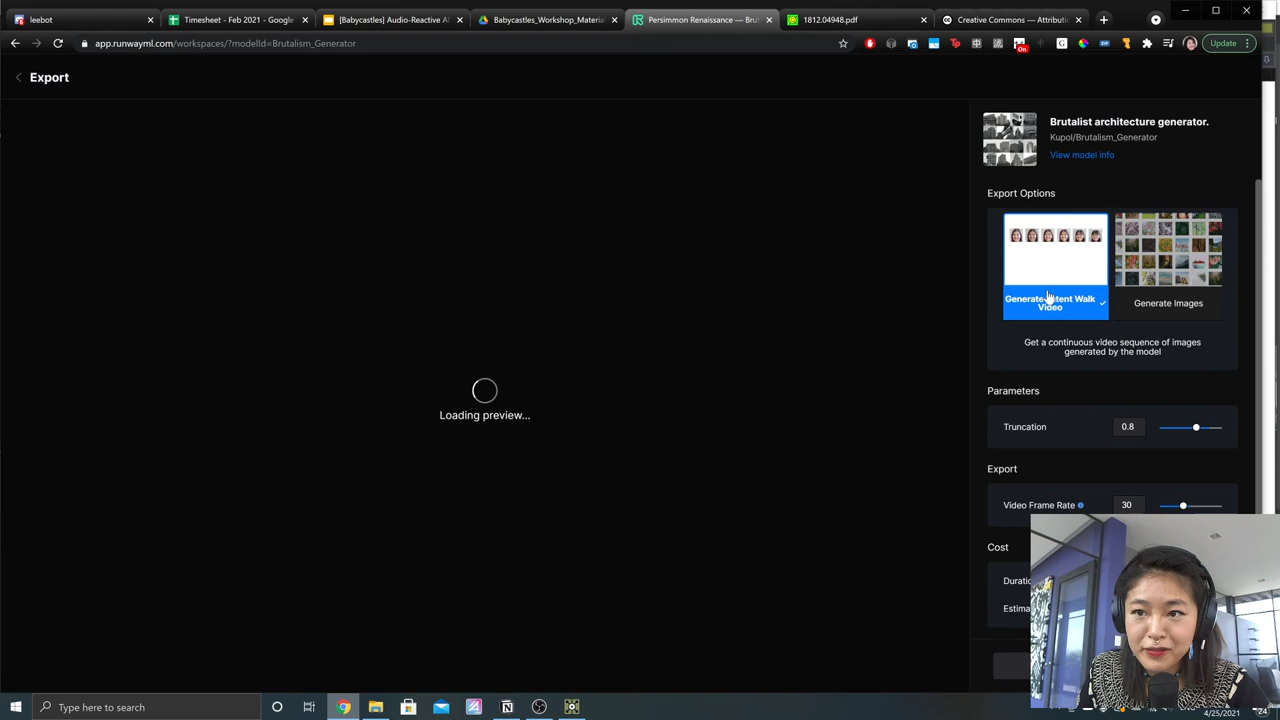 leebot
Timesheet - Feb 2021 - Google
[Babycastles] Audio-Reactive A
Babycastles_Workshop_Materia
Persimmon Renaissance — Bru
1812.04948.pdf
Creative Commons — Attributi
app.runwayml.com/workspaces/?modelId=Brutalism_Generator
Update
Export
Brutalist architecture generator.
Kupol/Brutalism_Generator
View model info
Export Options
Generate Latent Walk
Video
Generate Images
Get a continuous video sequence of images
generated by the model
Parameters
Truncation 0.8
Loading preview...
Export
Video Frame Rate 30
Cost
Duratio
Estima
Type here to search
4/25/2021
24